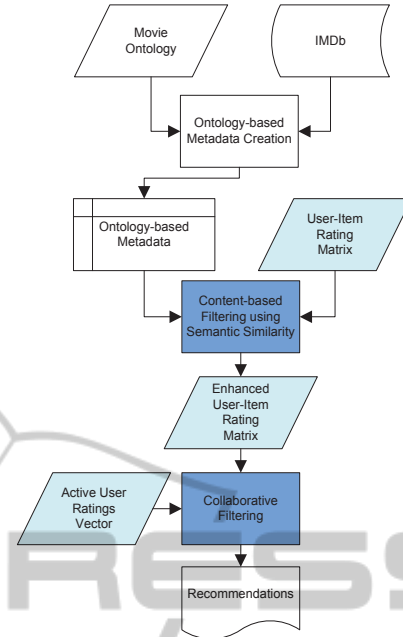 Movie
Ontology
IMDb
Ontology-based
Metadata Creation
Ontology-based
Metadata
User-Item
Rating
Matrix
Content-based
Filtering using
Semantic Similarity
Enhanced
User-Item
Rating
Matrix
Active User
Ratings
Vector
Collaborative
Filtering
RESS
Recommendations